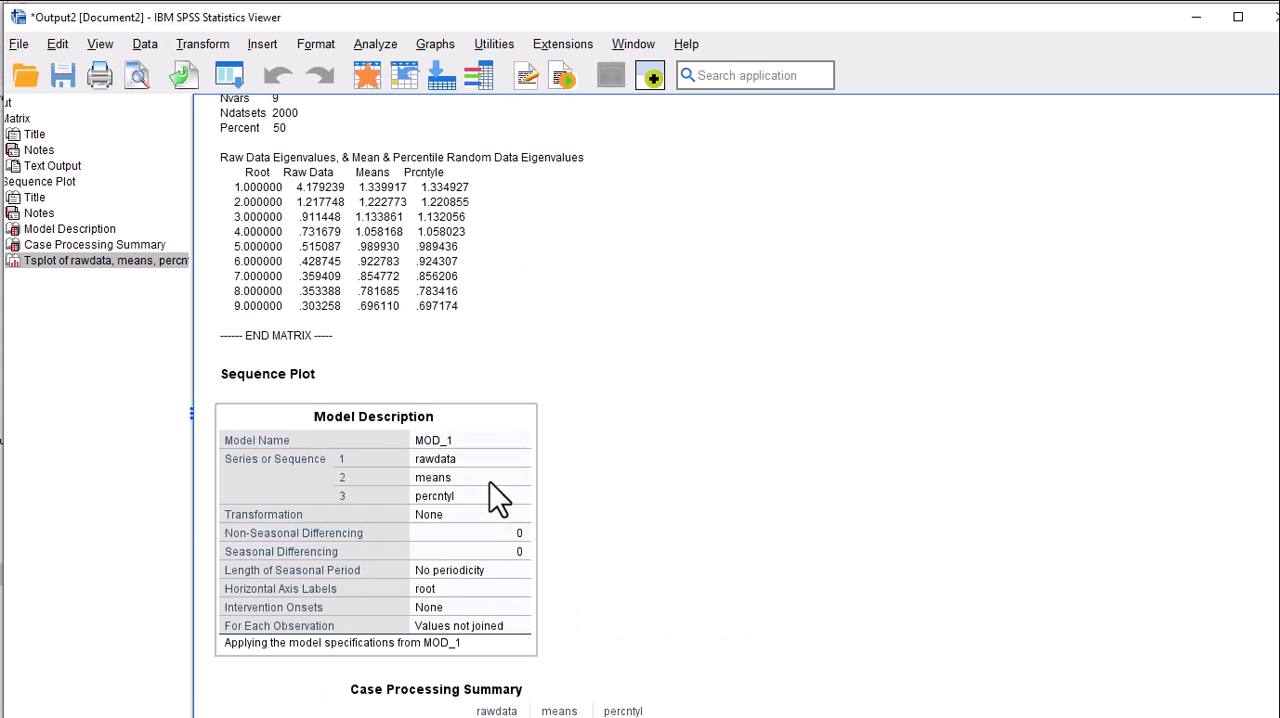 *Output2 [Document2] - IBM SPSS Statistics Viewer
File Edit View Data Transform Insert Format Analyze Graphs Utilities Extensions Window Help
Search application
ut
Matrix
Title
Notes
Text Output
Sequence Plot
Title
Notes
Model Description
Case Processing Summary
Tsplot of rawdata, means, percnt
Nvars 9
Ndatsets 2000
Percent 50
Raw Data Eigenvalues, & Mean & Percentile Random Data Eigenvalues
Root Raw Data Means Prcntyle
1.000000 4.179239 1.339917 1.334927
2.000000 1.217748 1.222773 1.220855
3.000000 .911448 1.133861 1.132056
4.000000 .731679 1.058168 1.058023
5.000000 .515087 .989930 .989436
6.000000 .428745 .922783 .924307
7.000000 .359409 .854772 .856206
8.000000 .353388 .781685 .783416
9.000000 .303258 .696110 .697174
------ END MATRIX -----
Sequence Plot
Model Description
Model Name MOD_1
Series or Sequence 1 rawdata
2 means
3 percntyl
Transformation None
Non-Seasonal Differencing 0
Seasonal Differencing 0
Length of Seasonal Period No periodicity
Horizontal Axis Labels root
Intervention Onsets None
For Each Observation Values not joined
Applying the model specifications from MOD_1
Case Processing Summary
rawdata means percntyl